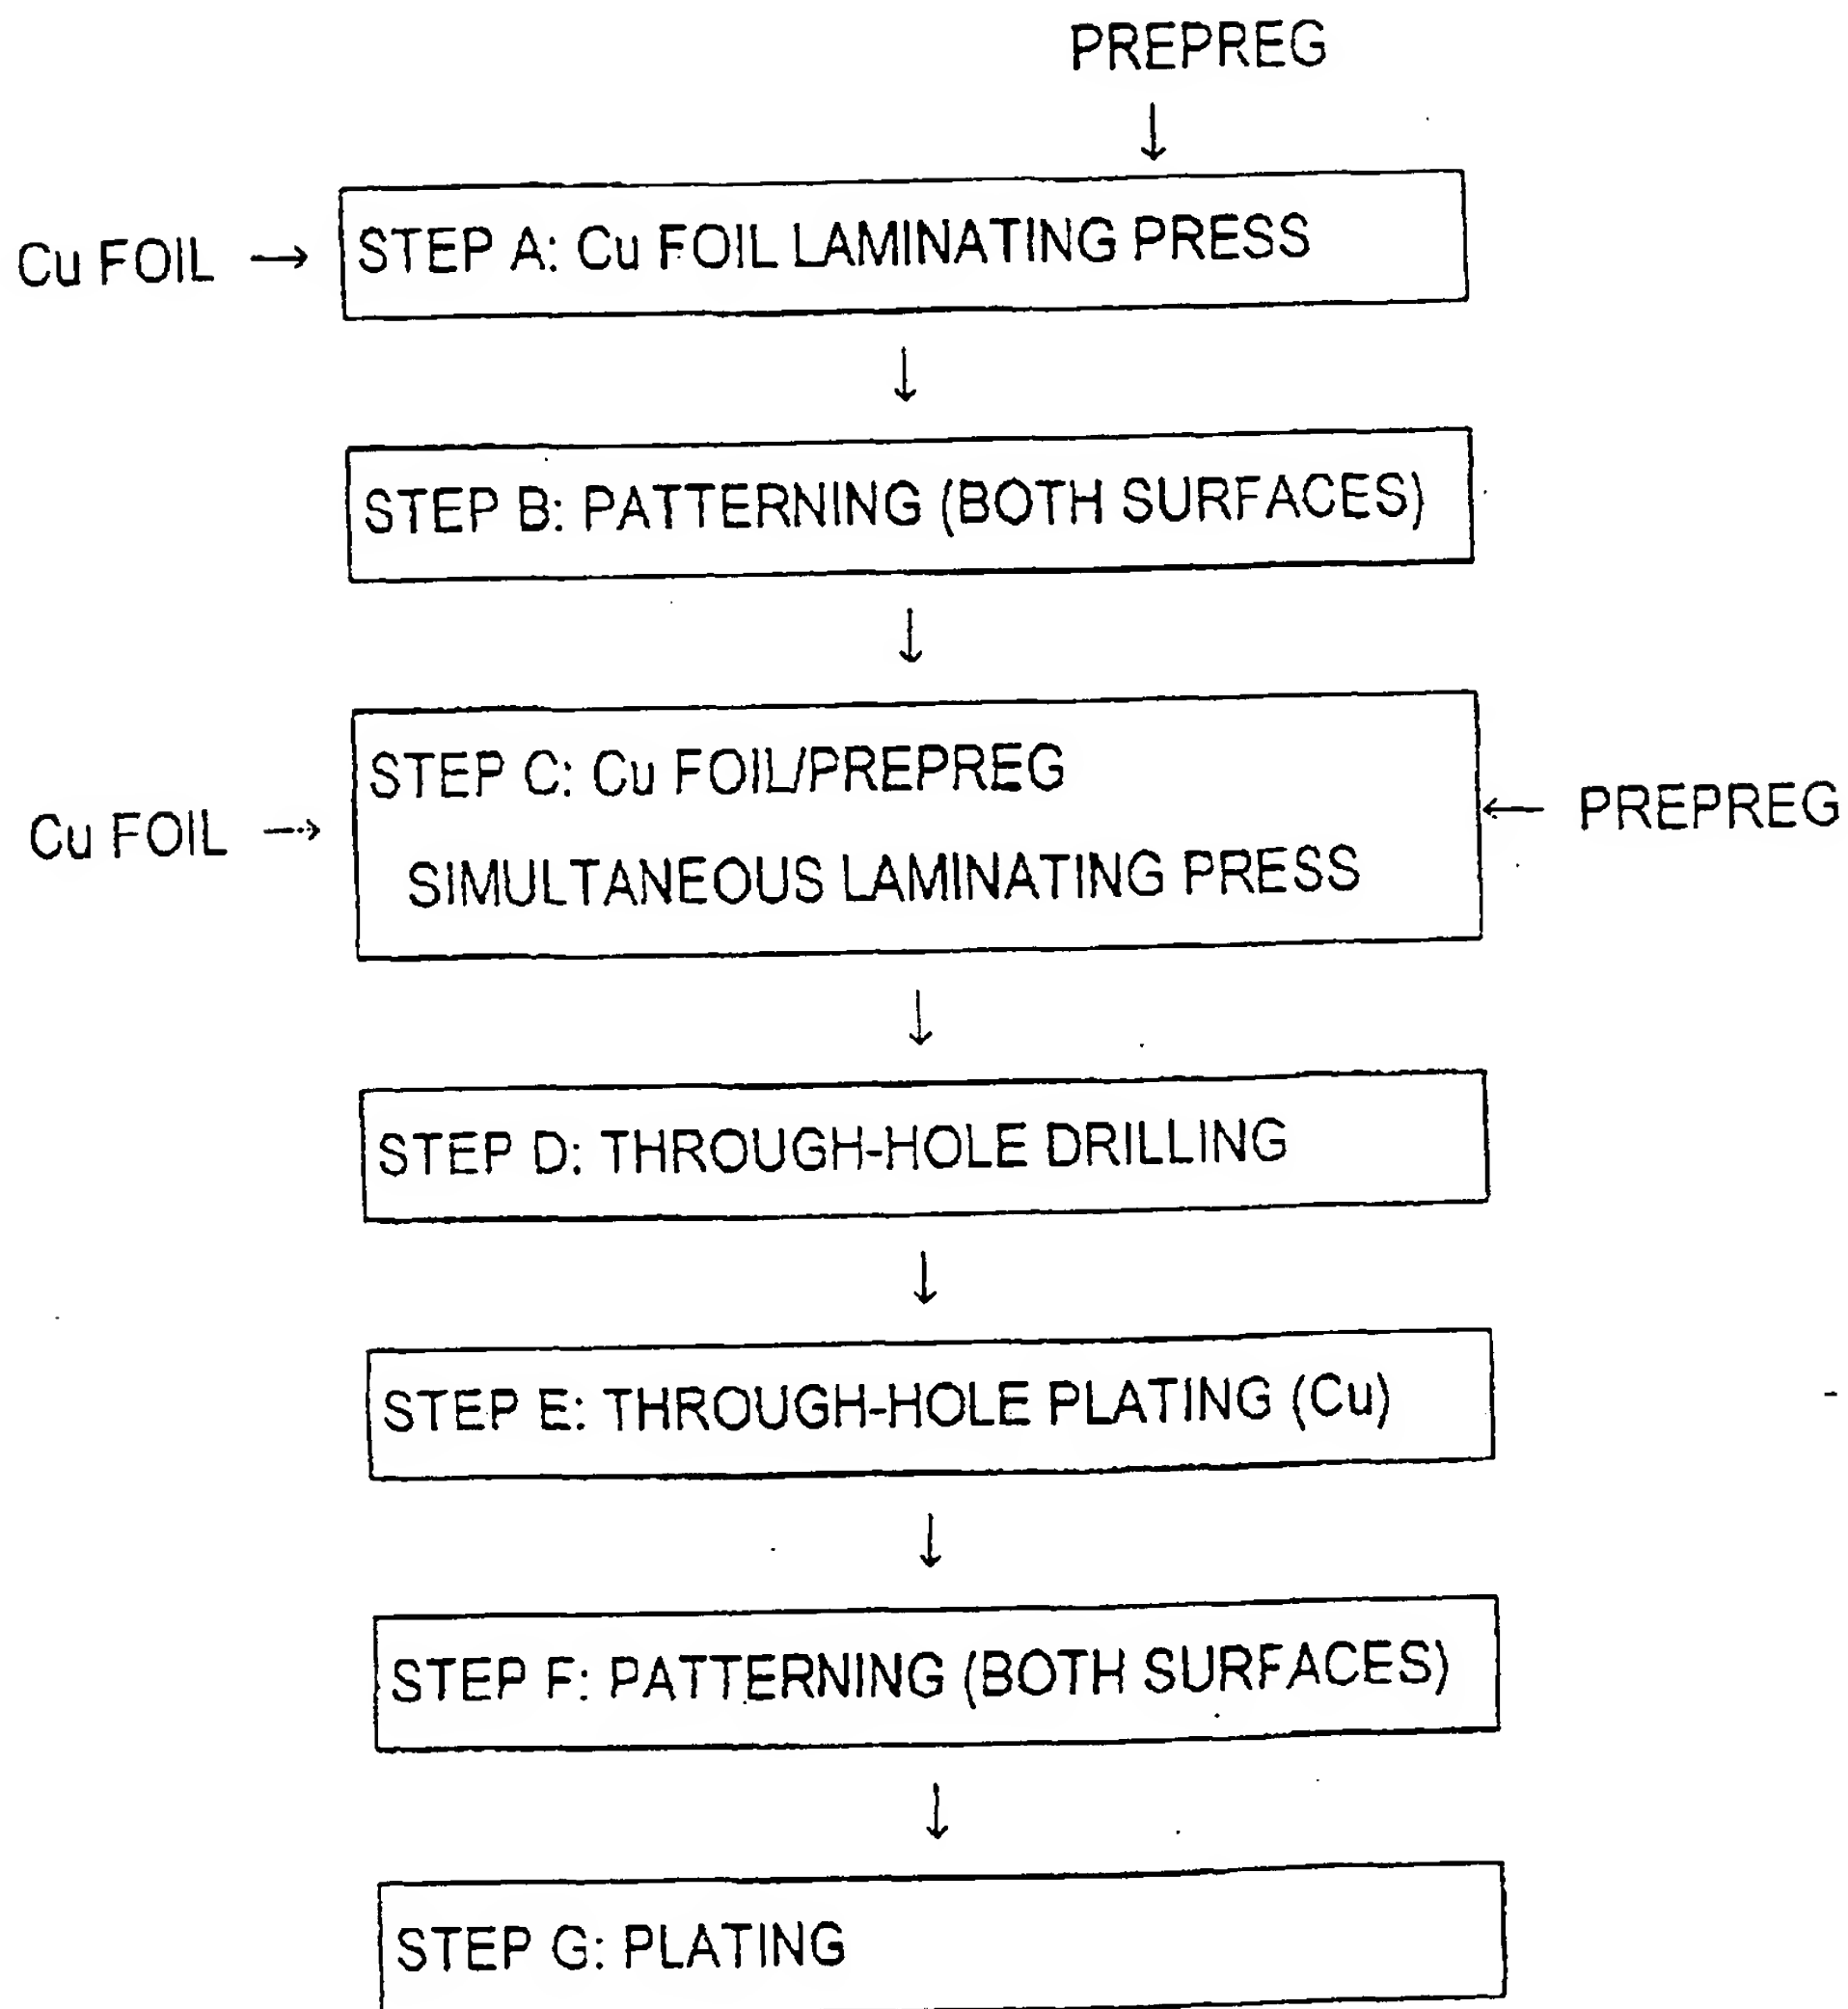 PREPREG
Cu FOIL
STEP A: Cu FOIL LAMINATING PRESS
STEP B: PATTERNING (BOTH SURFACES)
STEP C: Cu FOIL/PREPREG
SIMULTANEOUS LAMINATING PRESS
Cu FOIL
PREPREG
STEP D: THROUGH-HOLE DRILLING
STEP E: THROUGH-HOLE PLATING (Cu)
STEP F: PATTERNING (BOTH SURFACES)
STEP G: PLATING